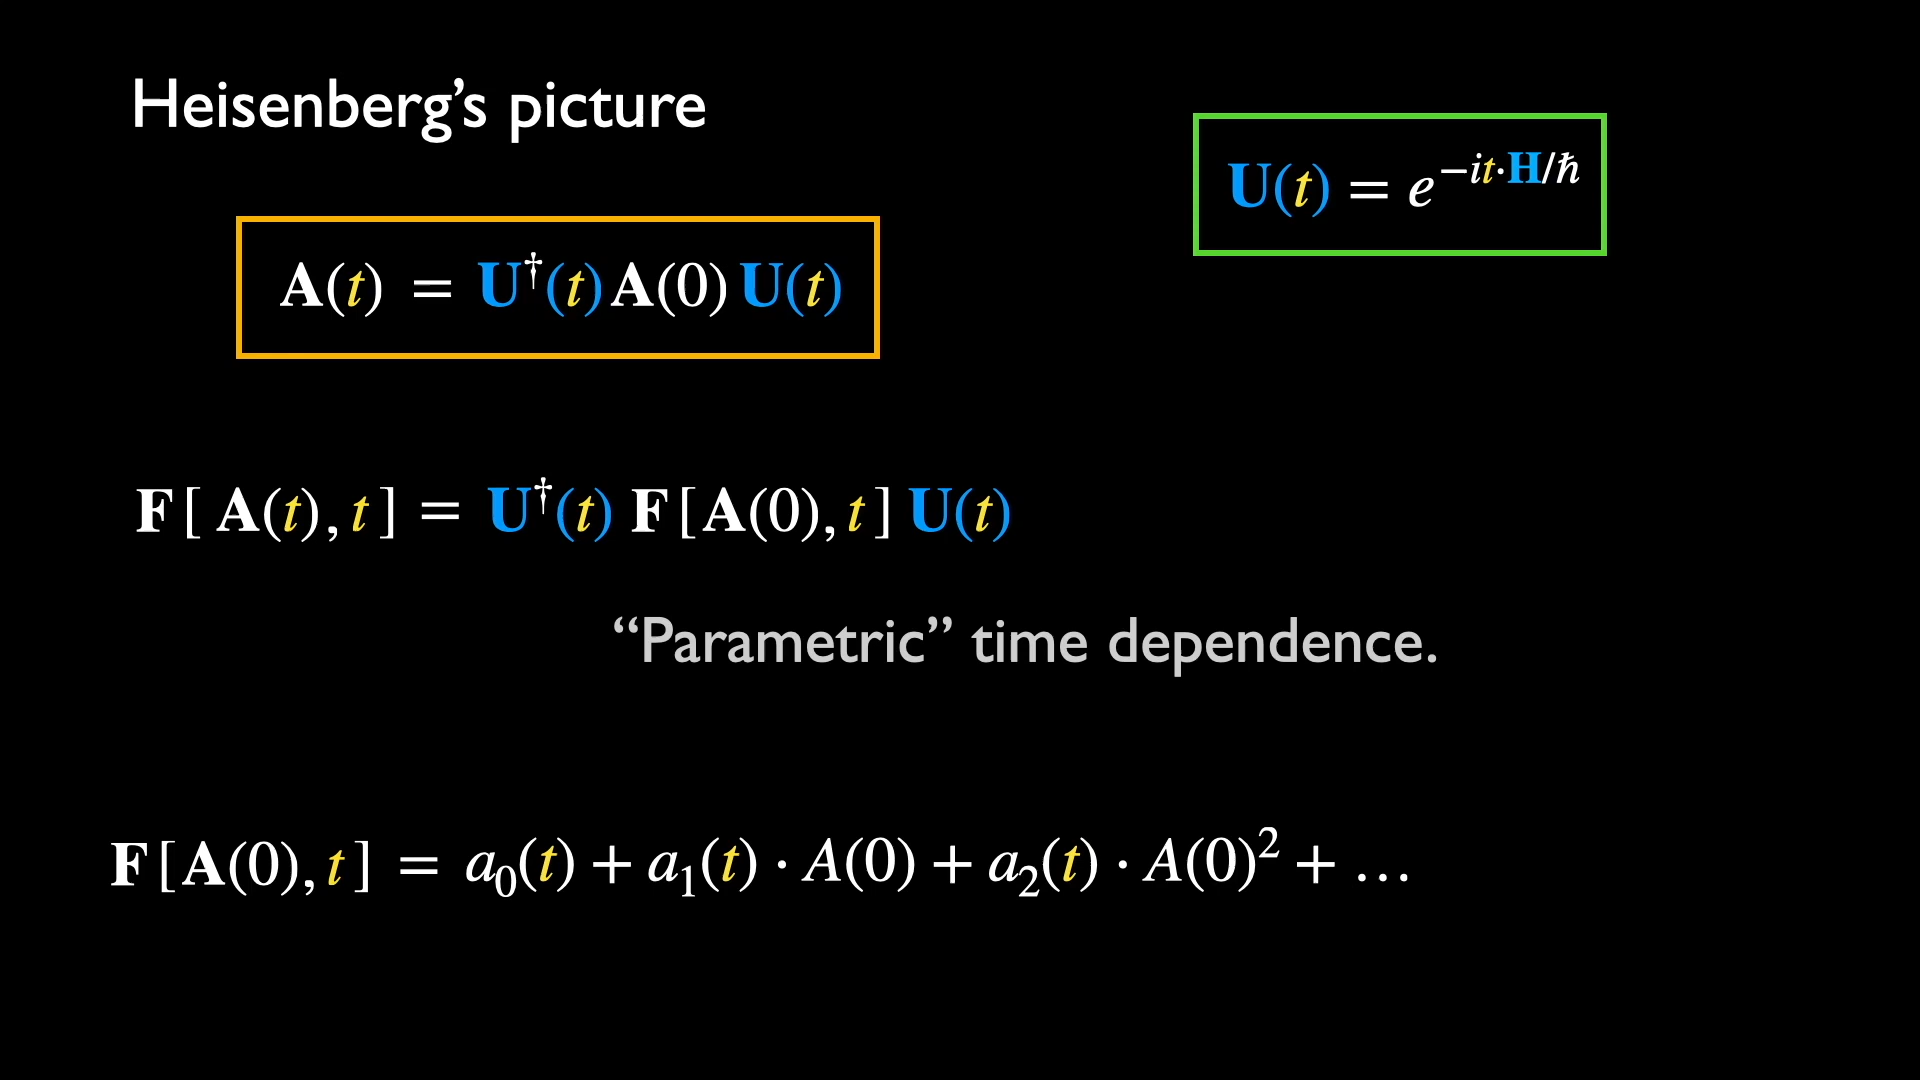 Heisenberg’s picture
U(t) = e^{−it·H/ħ}
A(t) = U†(t) A(0) U(t)
F[ A(t), t ] = U†(t) F[A(0), t ] U(t)
“Parametric” time dependence.
F[A(0), t ] = a₀(t) + a₁(t) · A(0) + a₂(t) · A(0)² + …